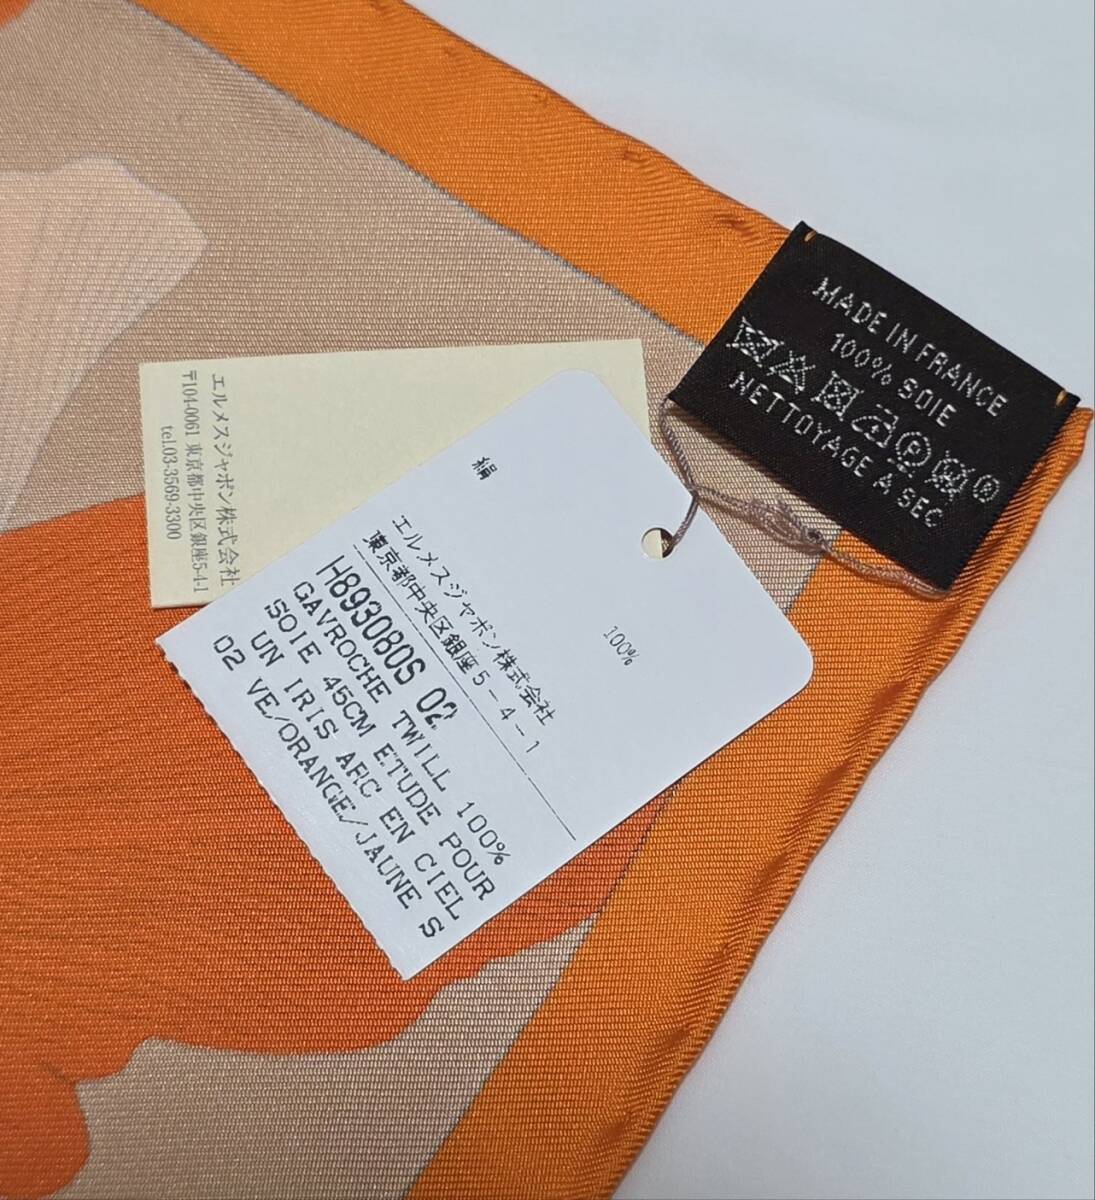 MADE IN FRANCE
100% SOIE
NETTOYAGE A SEC
エルメスジャポン株式会社
〒104-0061 東京都中央区銀座5-4-1
tel.03-3569-3300
絹 100%
エルメスジャポン株式会社
東京都中央区銀座5-4-1
H893080S 02
GAVROCHE TWILL 100%
SOIE 45CM ETUDE POUR
UN IRIS ARC EN CIEL
02 VE/ORANGE/JAUNE S